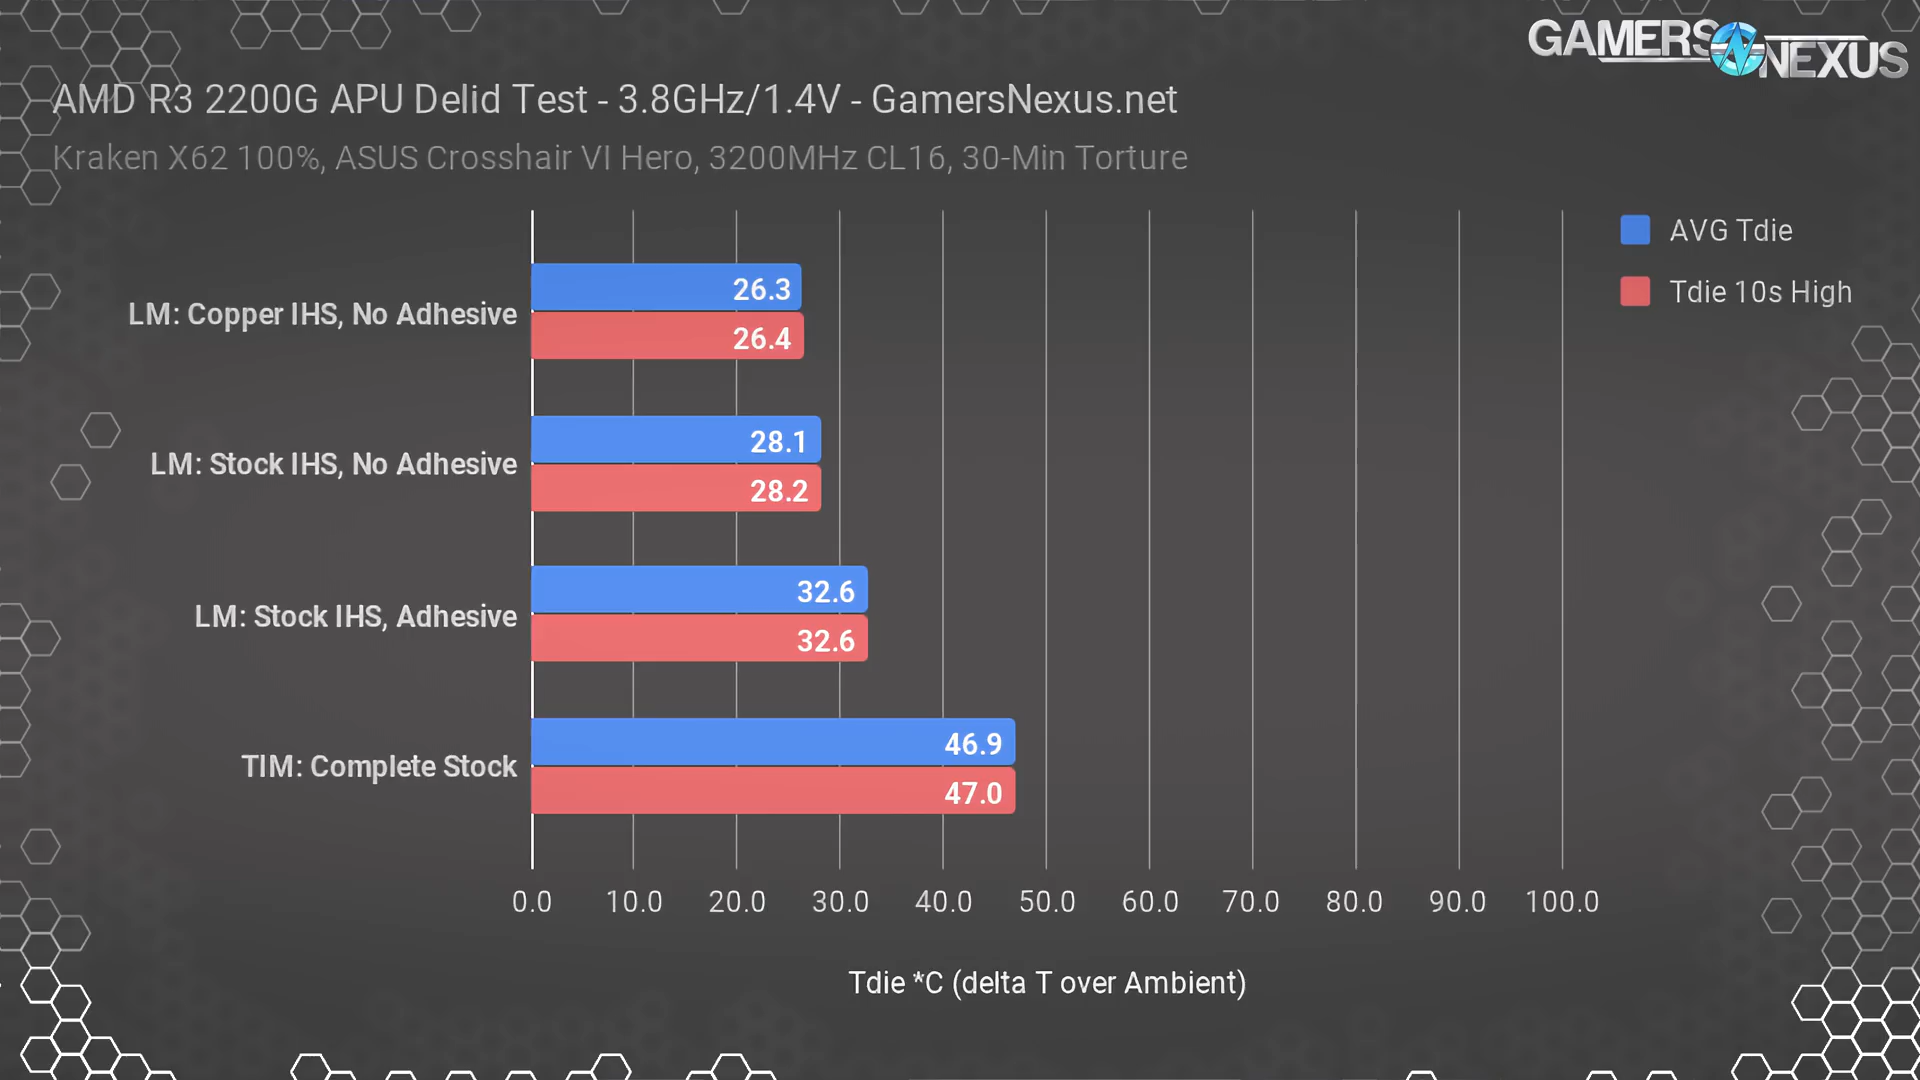 GAMERS NEXUS
AMD R3 2200G APU Delid Test - 3.8GHz/1.4V - GamersNexus.net
Kraken X62 100%, ASUS Crosshair VI Hero, 3200MHz CL16, 30-Min Torture
AVG Tdie
Tdie 10s High
LM: Copper IHS, No Adhesive
26.3
26.4
LM: Stock IHS, No Adhesive
28.1
28.2
LM: Stock IHS, Adhesive
32.6
32.6
TIM: Complete Stock
46.9
47.0
0.0 10.0 20.0 30.0 40.0 50.0 60.0 70.0 80.0 90.0 100.0
Tdie *C (delta T over Ambient)